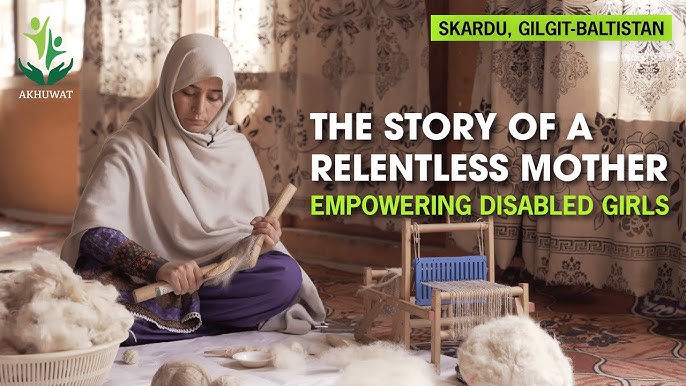 AKHUWAT
SKARDU, GILGIT-BALTISTAN
THE STORY OF A
RELENTLESS MOTHER
EMPOWERING DISABLED GIRLS